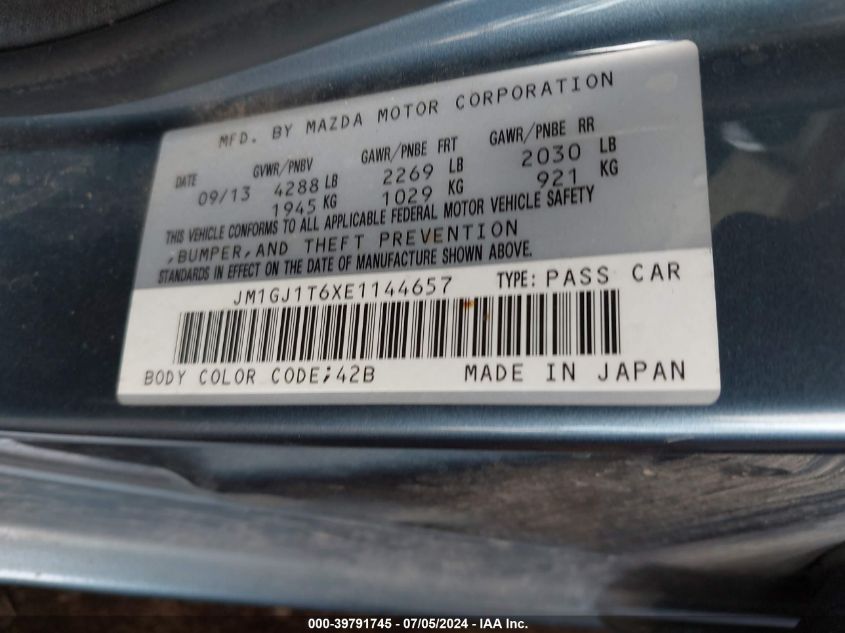 MFD. BY MAZDA MOTOR CORPORATION
DATE GVWR/PNBV GAWR/PNBE FRT GAWR/PNBE RR
09/13 4288 LB 2269 LB 2030 LB
1945 KG 1029 KG 921 KG
THIS VEHICLE CONFORMS TO ALL APPLICABLE FEDERAL MOTOR VEHICLE SAFETY
,BUMPER,AND THEFT PREVENTION
STANDARDS IN EFFECT ON THE DATE OF MANUFACTURE SHOWN ABOVE.
JM1GJ1T6XE1144657 TYPE: PASS CAR
BODY COLOR CODE;42B MADE IN JAPAN
000-39791745 - 07/05/2024 - IAA Inc.